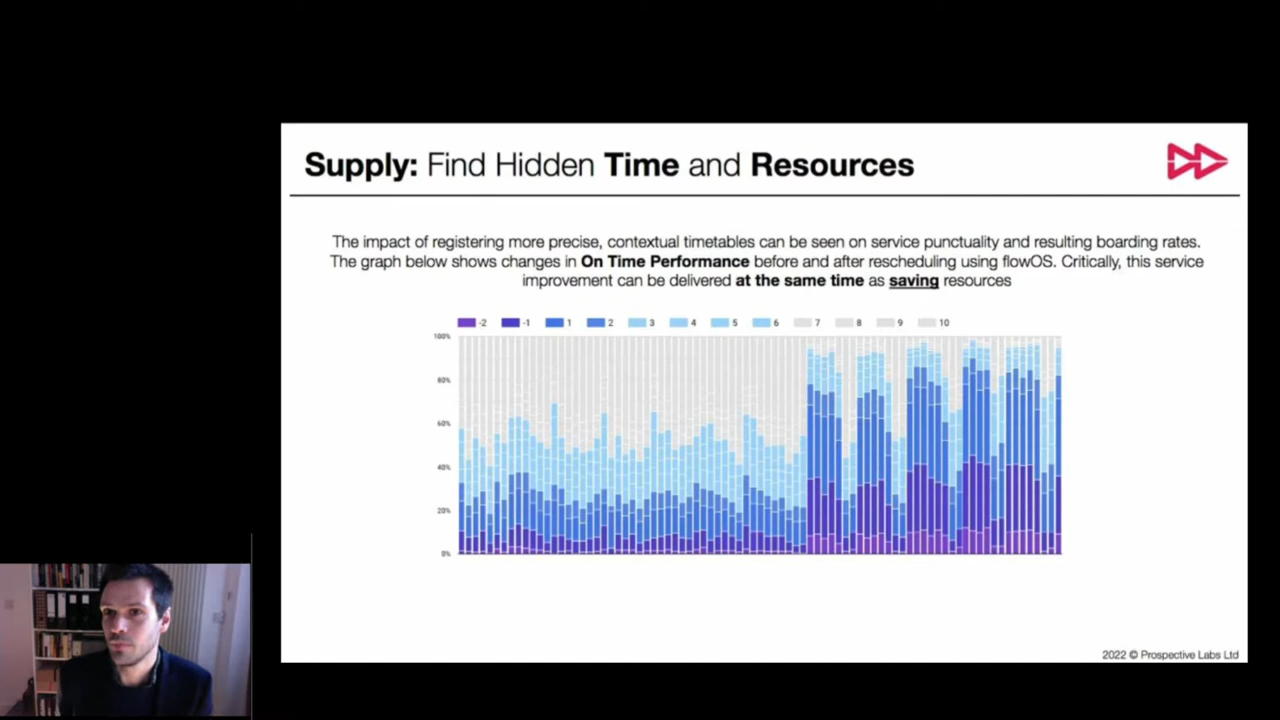 Supply: Find Hidden Time and Resources
The impact of registering more precise, contextual timetables can be seen on service punctuality and resulting boarding rates.
The graph below shows changes in On Time Performance before and after rescheduling using flowOS. Critically, this service
improvement can be delivered at the same time as saving resources
-2 -1 1 2 3 4 5 6 7 8 9 10
100%
80%
60%
40%
20%
0%
2022 © Prospective Labs Ltd